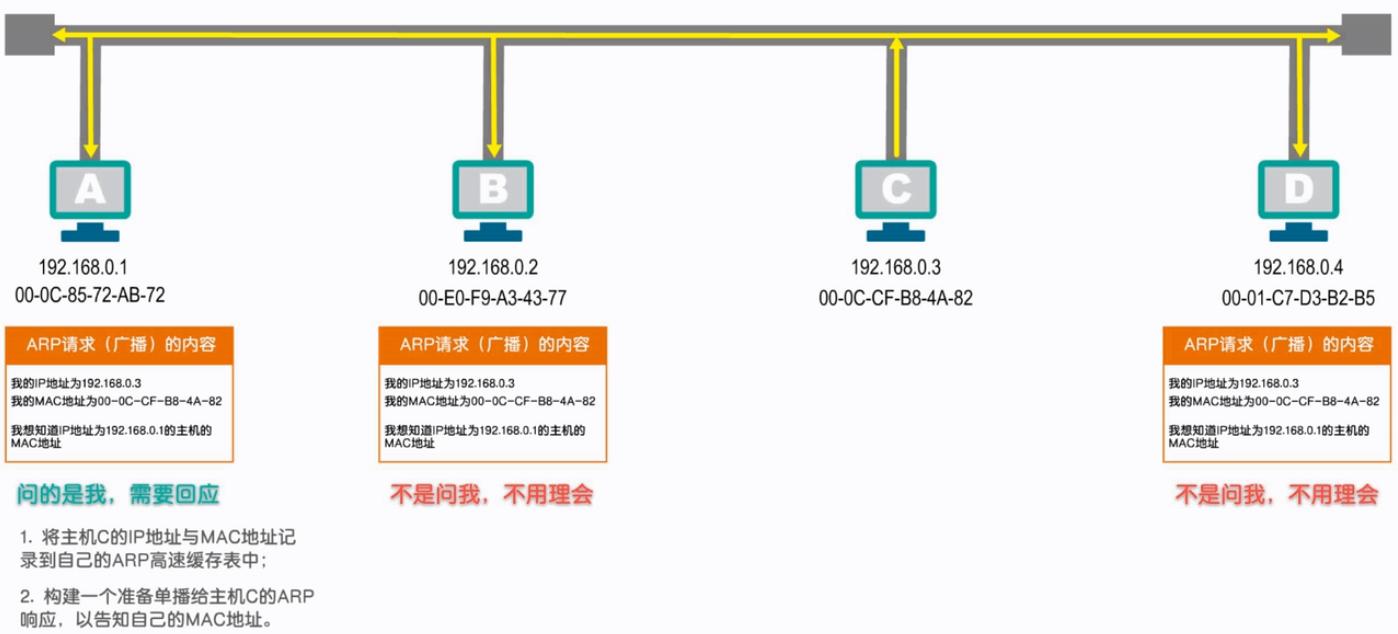 A
B
C
D
192.168.0.1
00-0C-85-72-AB-72
192.168.0.2
00-E0-F9-A3-43-77
192.168.0.3
00-0C-CF-B8-4A-82
192.168.0.4
00-01-C7-D3-B2-B5
ARP请求（广播）的内容
我的IP地址为192.168.0.3
我的MAC地址为00-0C-CF-B8-4A-82
我想知道IP地址为192.168.0.1的主机的
MAC地址
问的是我，需要回应
1. 将主机C的IP地址与MAC地址记
录到自己的ARP高速缓存表中；
2. 构建一个准备单播给主机C的ARP
响应，以告知自己的MAC地址。
ARP请求（广播）的内容
我的IP地址为192.168.0.3
我的MAC地址为00-0C-CF-B8-4A-82
我想知道IP地址为192.168.0.1的主机的
MAC地址
不是问我，不用理会
ARP请求（广播）的内容
我的IP地址为192.168.0.3
我的MAC地址为00-0C-CF-B8-4A-82
我想知道IP地址为192.168.0.1的主机的
MAC地址
不是问我，不用理会